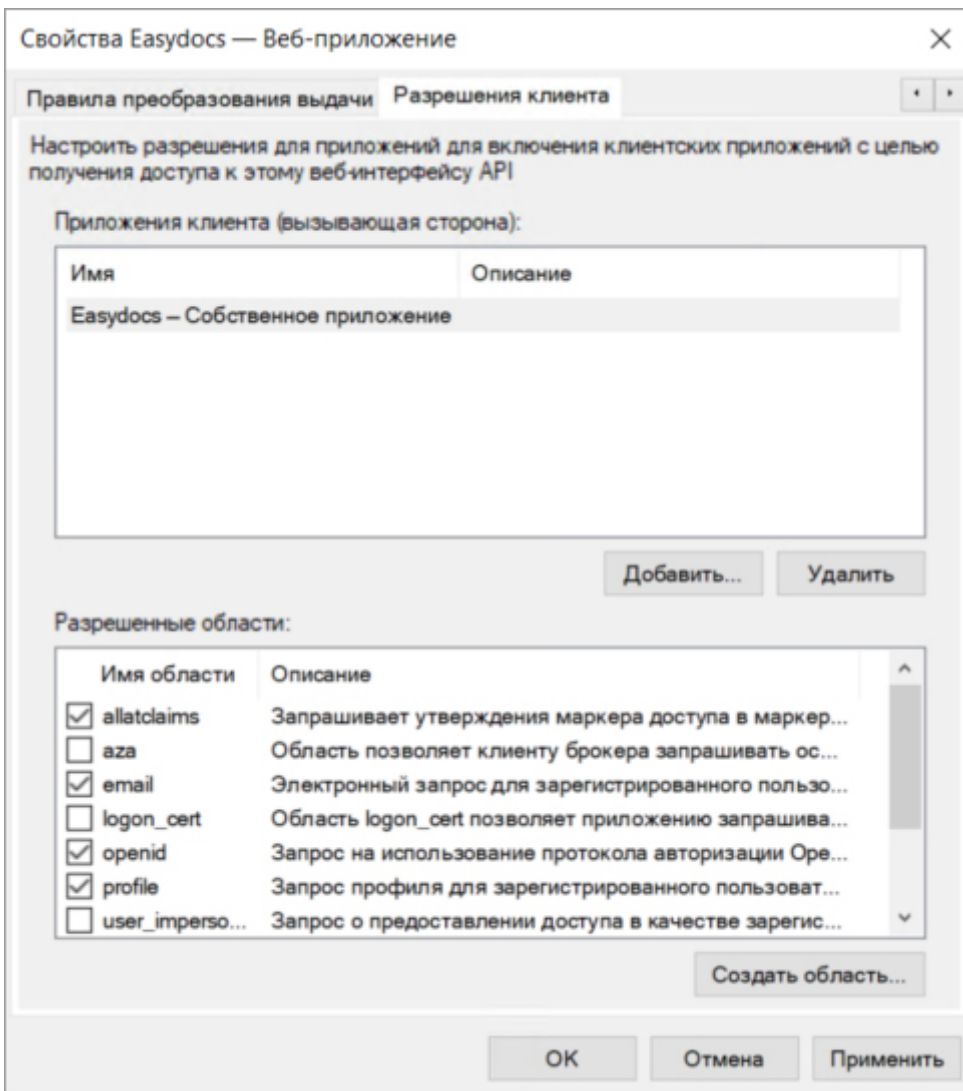 Свойства Easydocs — Веб-приложение
Правила преобразования выдачи Разрешения клиента
Настроить разрешения для приложений для включения клиентских приложений с целью
получения доступа к этому веб-интерфейсу API
Приложения клиента (вызывающая сторона):
Имя Описание
Easydocs – Собственное приложение
Добавить... Удалить
Разрешенные области:
Имя области Описание
allatclaims Запрашивает утверждения маркера доступа в маркер...
aza Область позволяет клиенту брокера запрашивать ос...
email Электронный запрос для зарегистрированного пользо...
logon_cert Область logon_cert позволяет приложению запрашива...
openid Запрос на использование протокола авторизации Ope...
profile Запрос профиля для зарегистрированного пользоват...
user_imperso... Запрос о предоставлении доступа в качестве зарегис...
Создать область...
ОК Отмена Применить